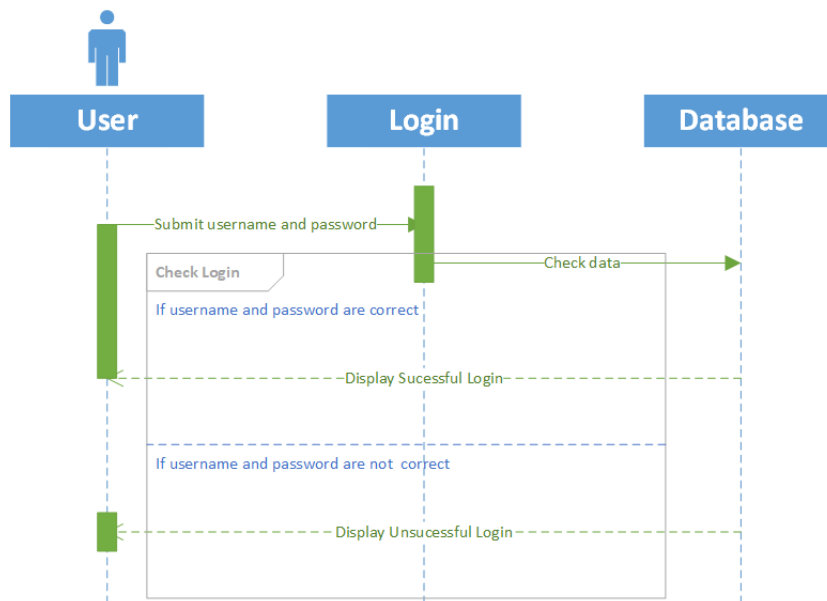 User
Login
Database
Submit username and password
Check data
Check Login
If username and password are correct
Display Sucessful Login
If username and password are not correct
Display Unsucessful Login